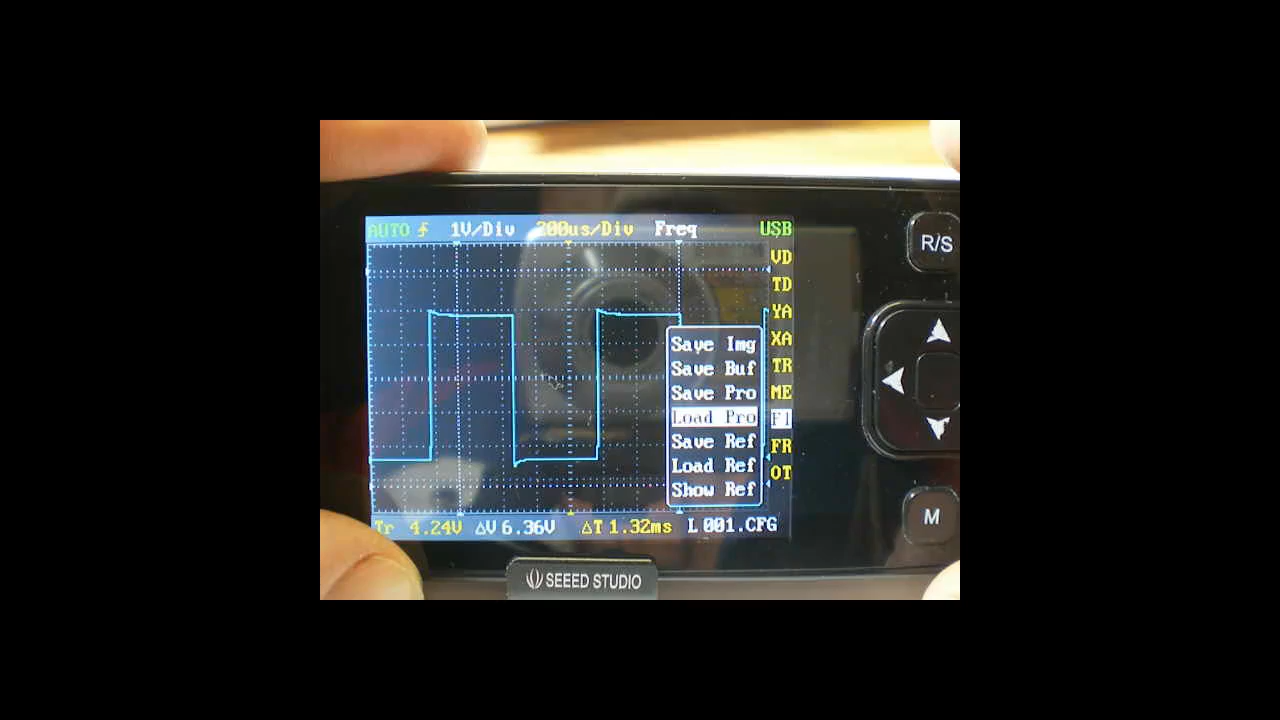 AUTO 1V/Div 200us/Div Freq USB
VD
TD
YA
XA
TR
ME
F1
FR
OT
Save Img
Save Buf
Save Pro
Load Pro
Save Ref
Load Ref
Show Ref
Tr 4.24V ΔV 6.36V ΔT 1.32ms L 001.CFG
SEEED STUDIO
R/S
M